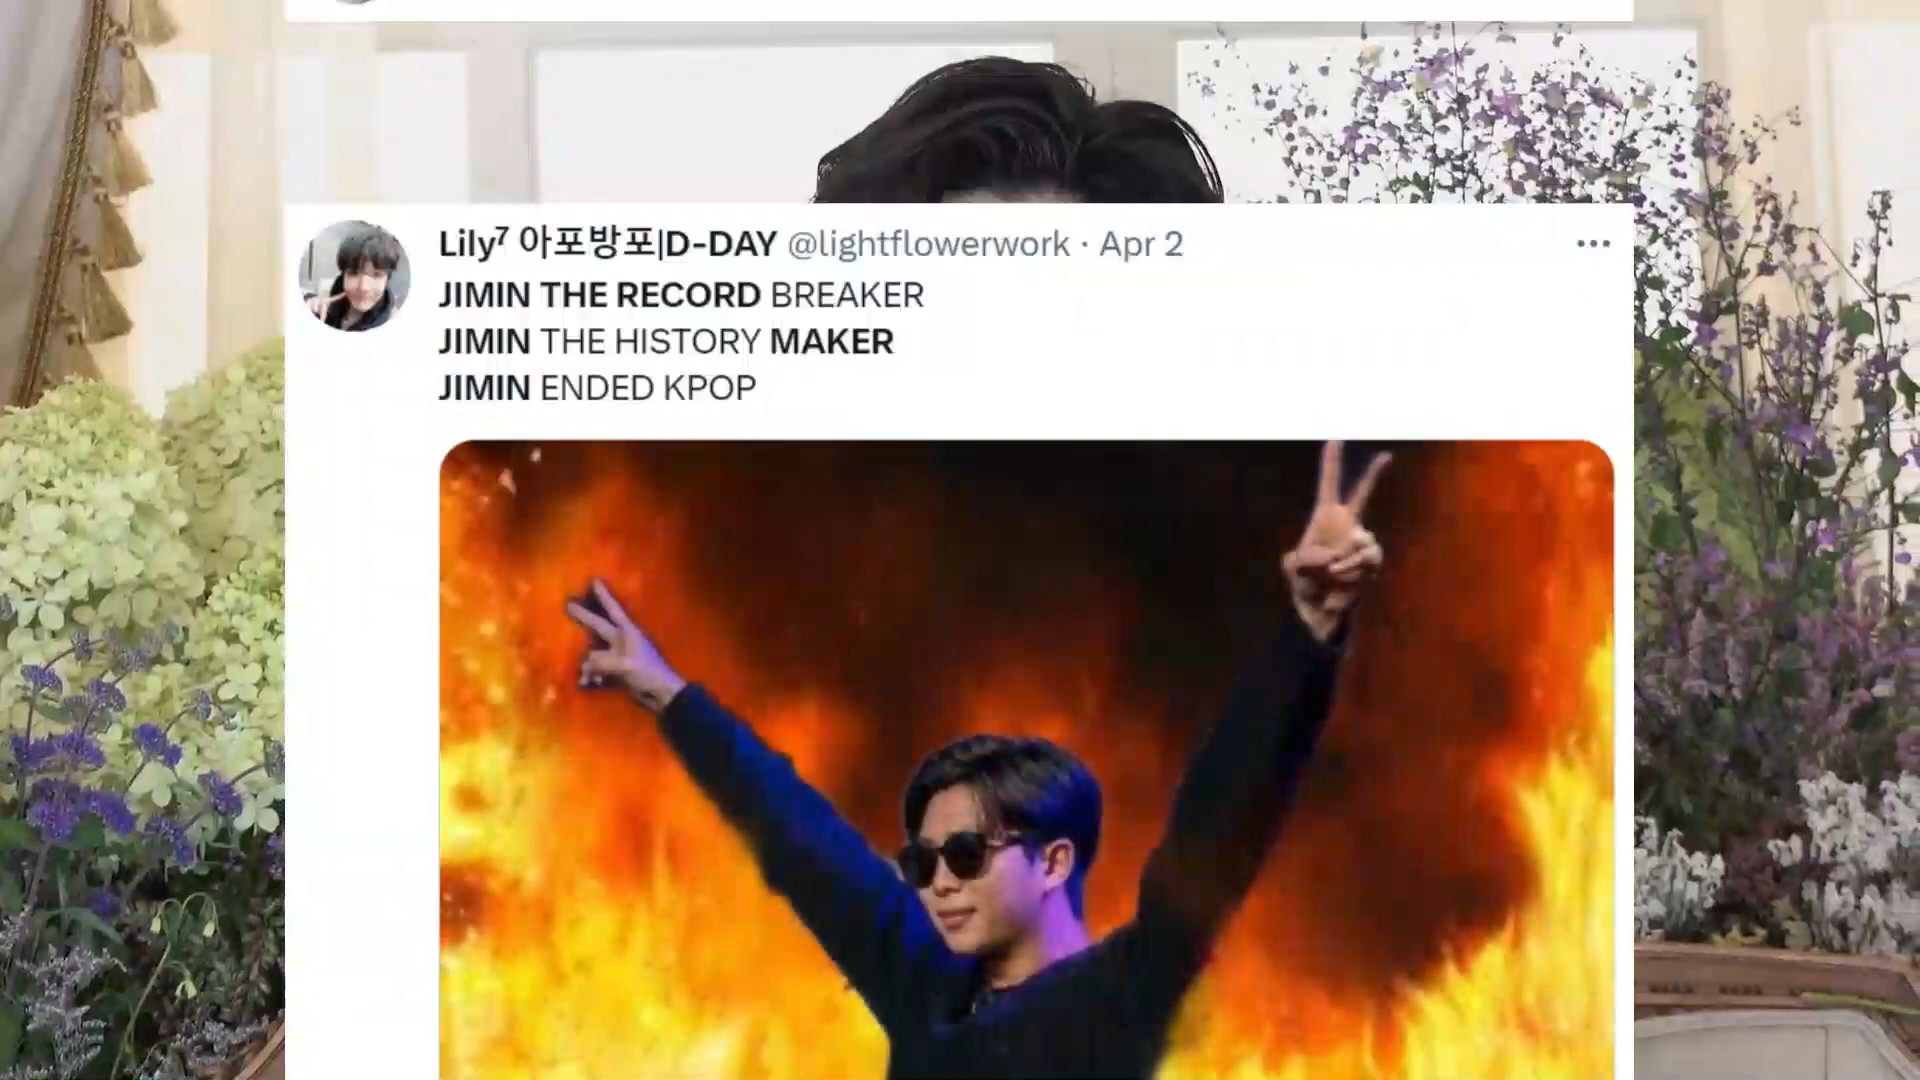 Lily⁷ 아포방포|D-DAY @lightflowerwork · Apr 2
JIMIN THE RECORD BREAKER
JIMIN THE HISTORY MAKER
JIMIN ENDED KPOP